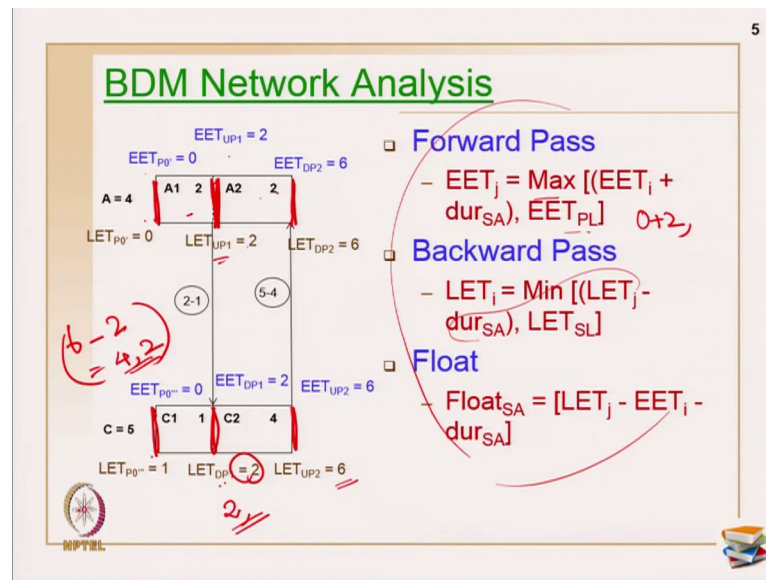 5
BDM Network Analysis
EET_UP1 = 2
EET_P0' = 0
EET_DP2 = 6
A = 4
A1 2 A2 2
LET_P0' = 0
LET_UP1 = 2
LET_DP2 = 6
2-1
5-4
6 - 2
= 4, 2
EET_P0''' = 0
EET_DP1 = 2
EET_UP2 = 6
C = 5
C1 1 C2 4
LET_P0''' = 1
LET_DP = 2
LET_UP2 = 6
2,
Forward Pass
– EET_j = Max [(EET_i +
dur_SA), EET_PL]
0+2,
Backward Pass
– LET_i = Min [(LET_j -
dur_SA), LET_SL]
Float
– Float_SA = [LET_j - EET_i -
dur_SA]
NPTEL